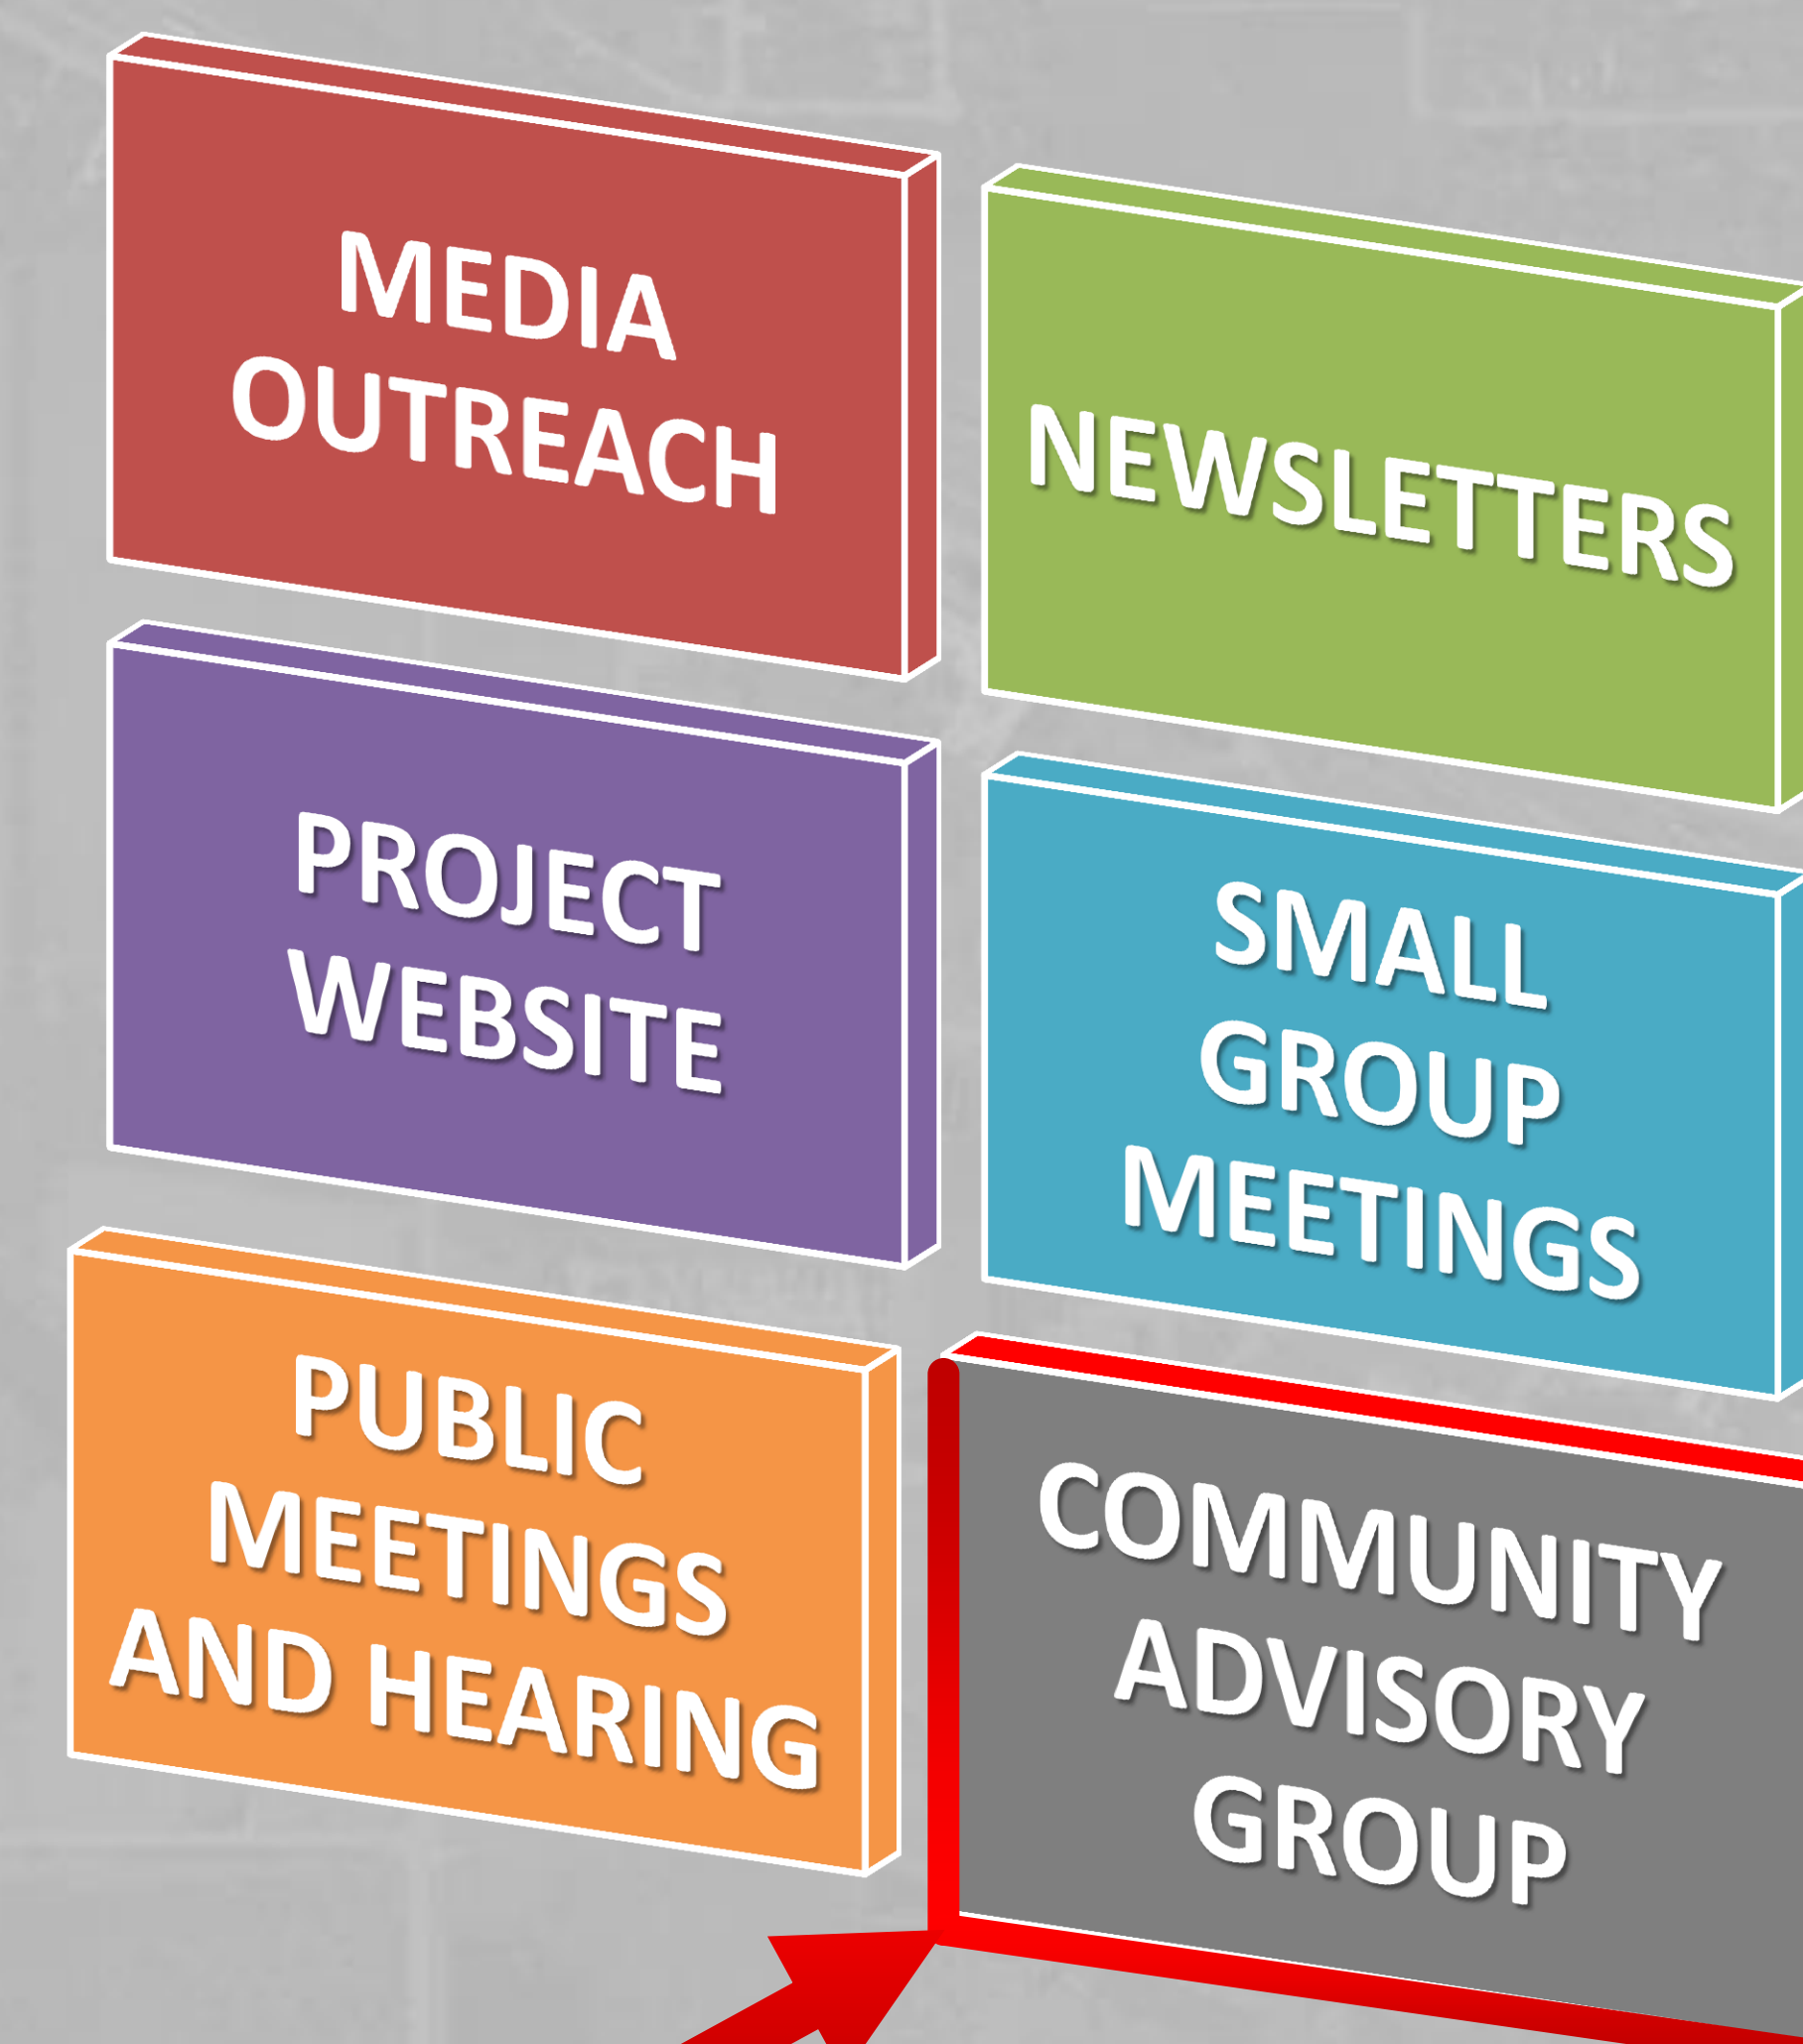 MEDIA
OUTREACH
NEWSLETTERS
PROJECT
WEBSITE
SMALL
GROUP
MEETINGS
PUBLIC
MEETINGS
AND HEARING
COMMUNITY
ADVISORY
GROUP